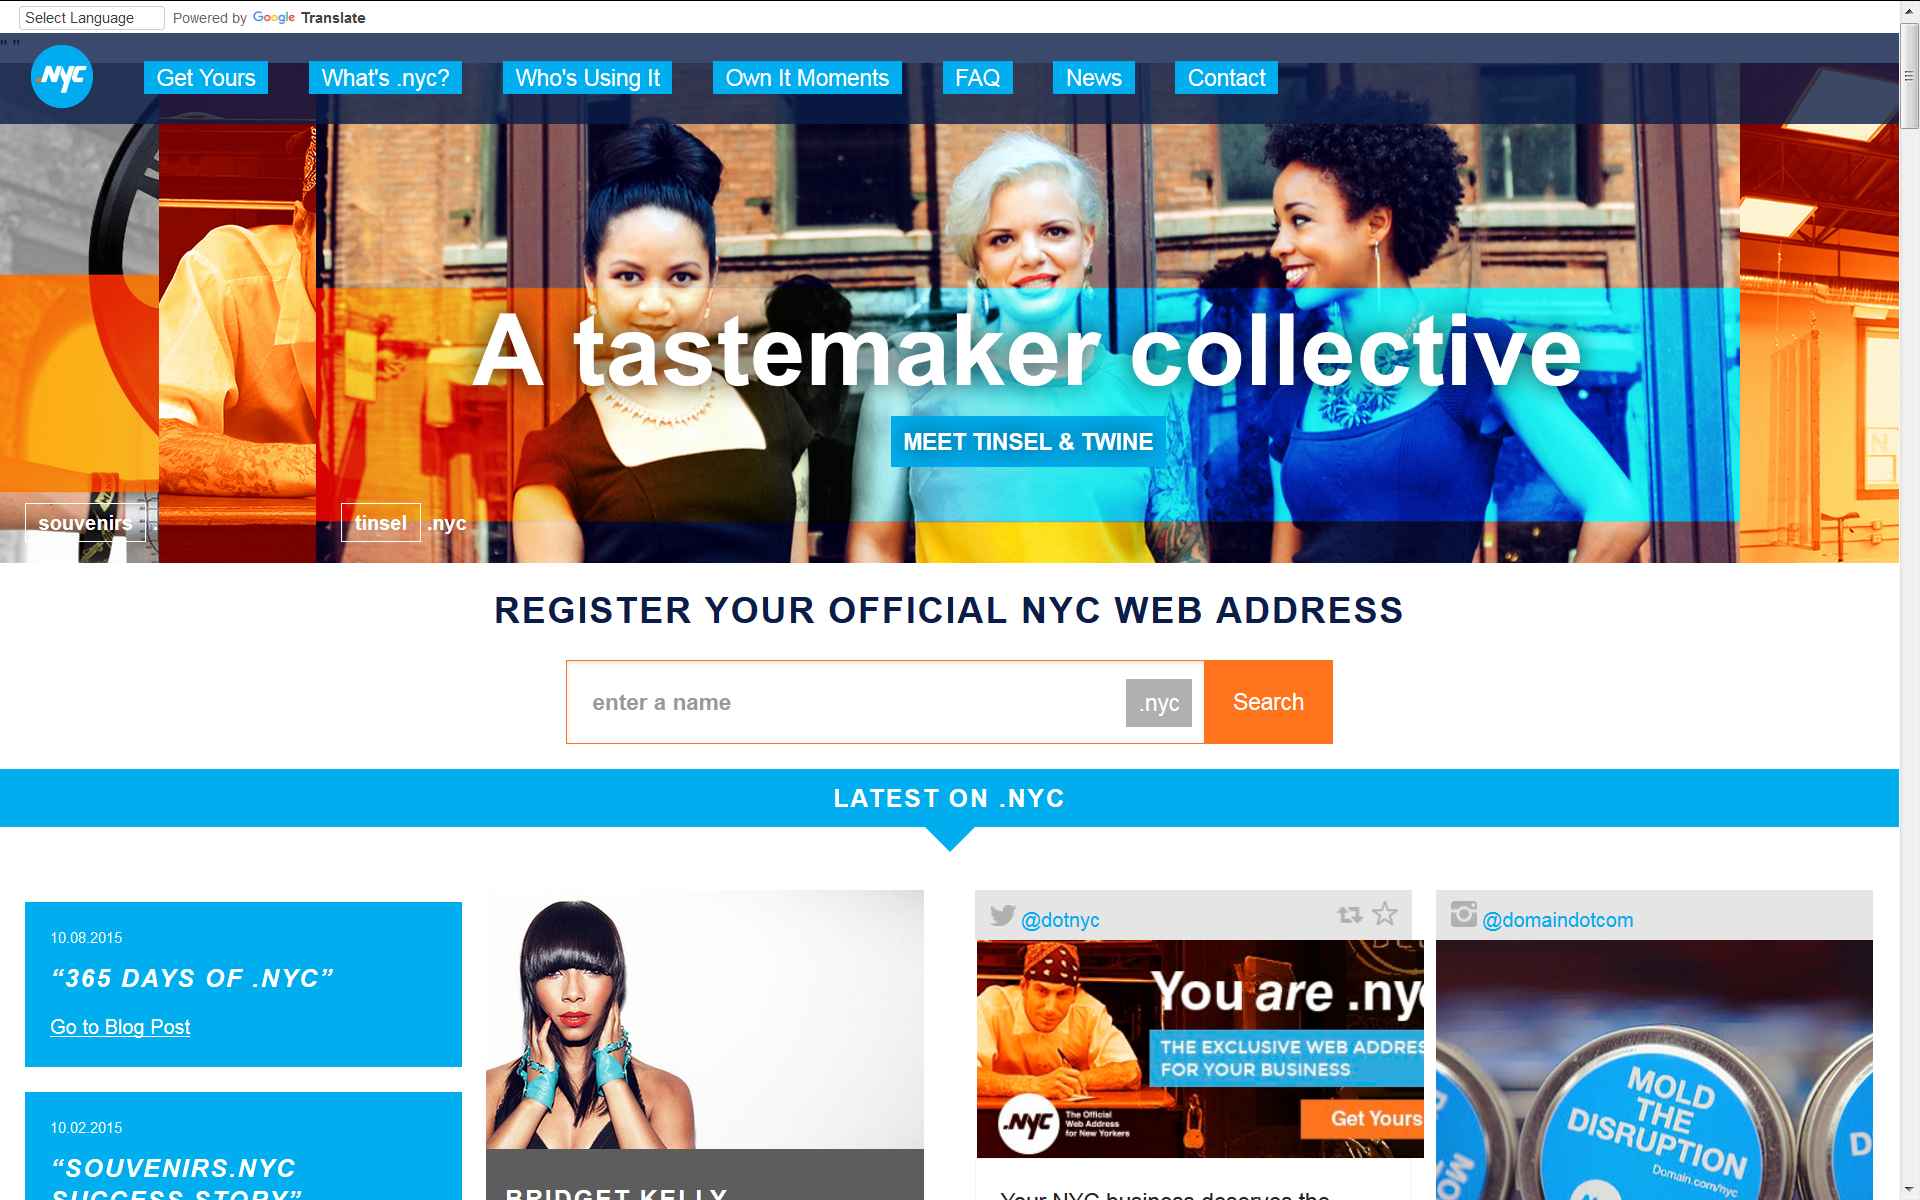 Select Language
Powered by Google Translate
" "
.NYC
Get Yours
What's .nyc?
Who's Using It
Own It Moments
FAQ
News
Contact
A tastemaker collective
MEET TINSEL & TWINE
souvenirs .
tinsel .nyc
REGISTER YOUR OFFICIAL NYC WEB ADDRESS
enter a name
.nyc
Search
LATEST ON .NYC
10.08.2015
“365 DAYS OF .NYC”
Go to Blog Post
10.02.2015
“SOUVENIRS.NYC
SUCCESS STORY”
BRIDGET KELLY
@dotnyc
You are .nyc
THE EXCLUSIVE WEB ADDRES
FOR YOUR BUSINESS
.NYC
The Official
Web Address
for New Yorkers
Get Yours
Your NYC business deserves the
@domaindotcom
MOLD
THE
DISRUPTION
Domain.com/nyc